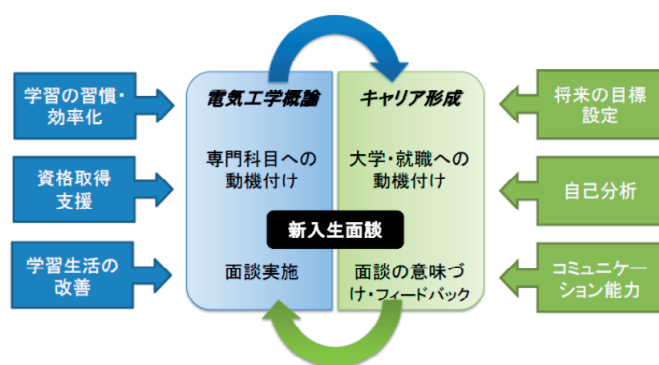 学習の習慣・
効率化
資格取得
支援
学習生活の
改善
電気工学概論
専門科目への
動機付け
面談実施
キャリア形成
大学・就職への
動機付け
面談の意味づ
け・フィードバック
新入生面談
将来の目標
設定
自己分析
コミュニケー
ション能力